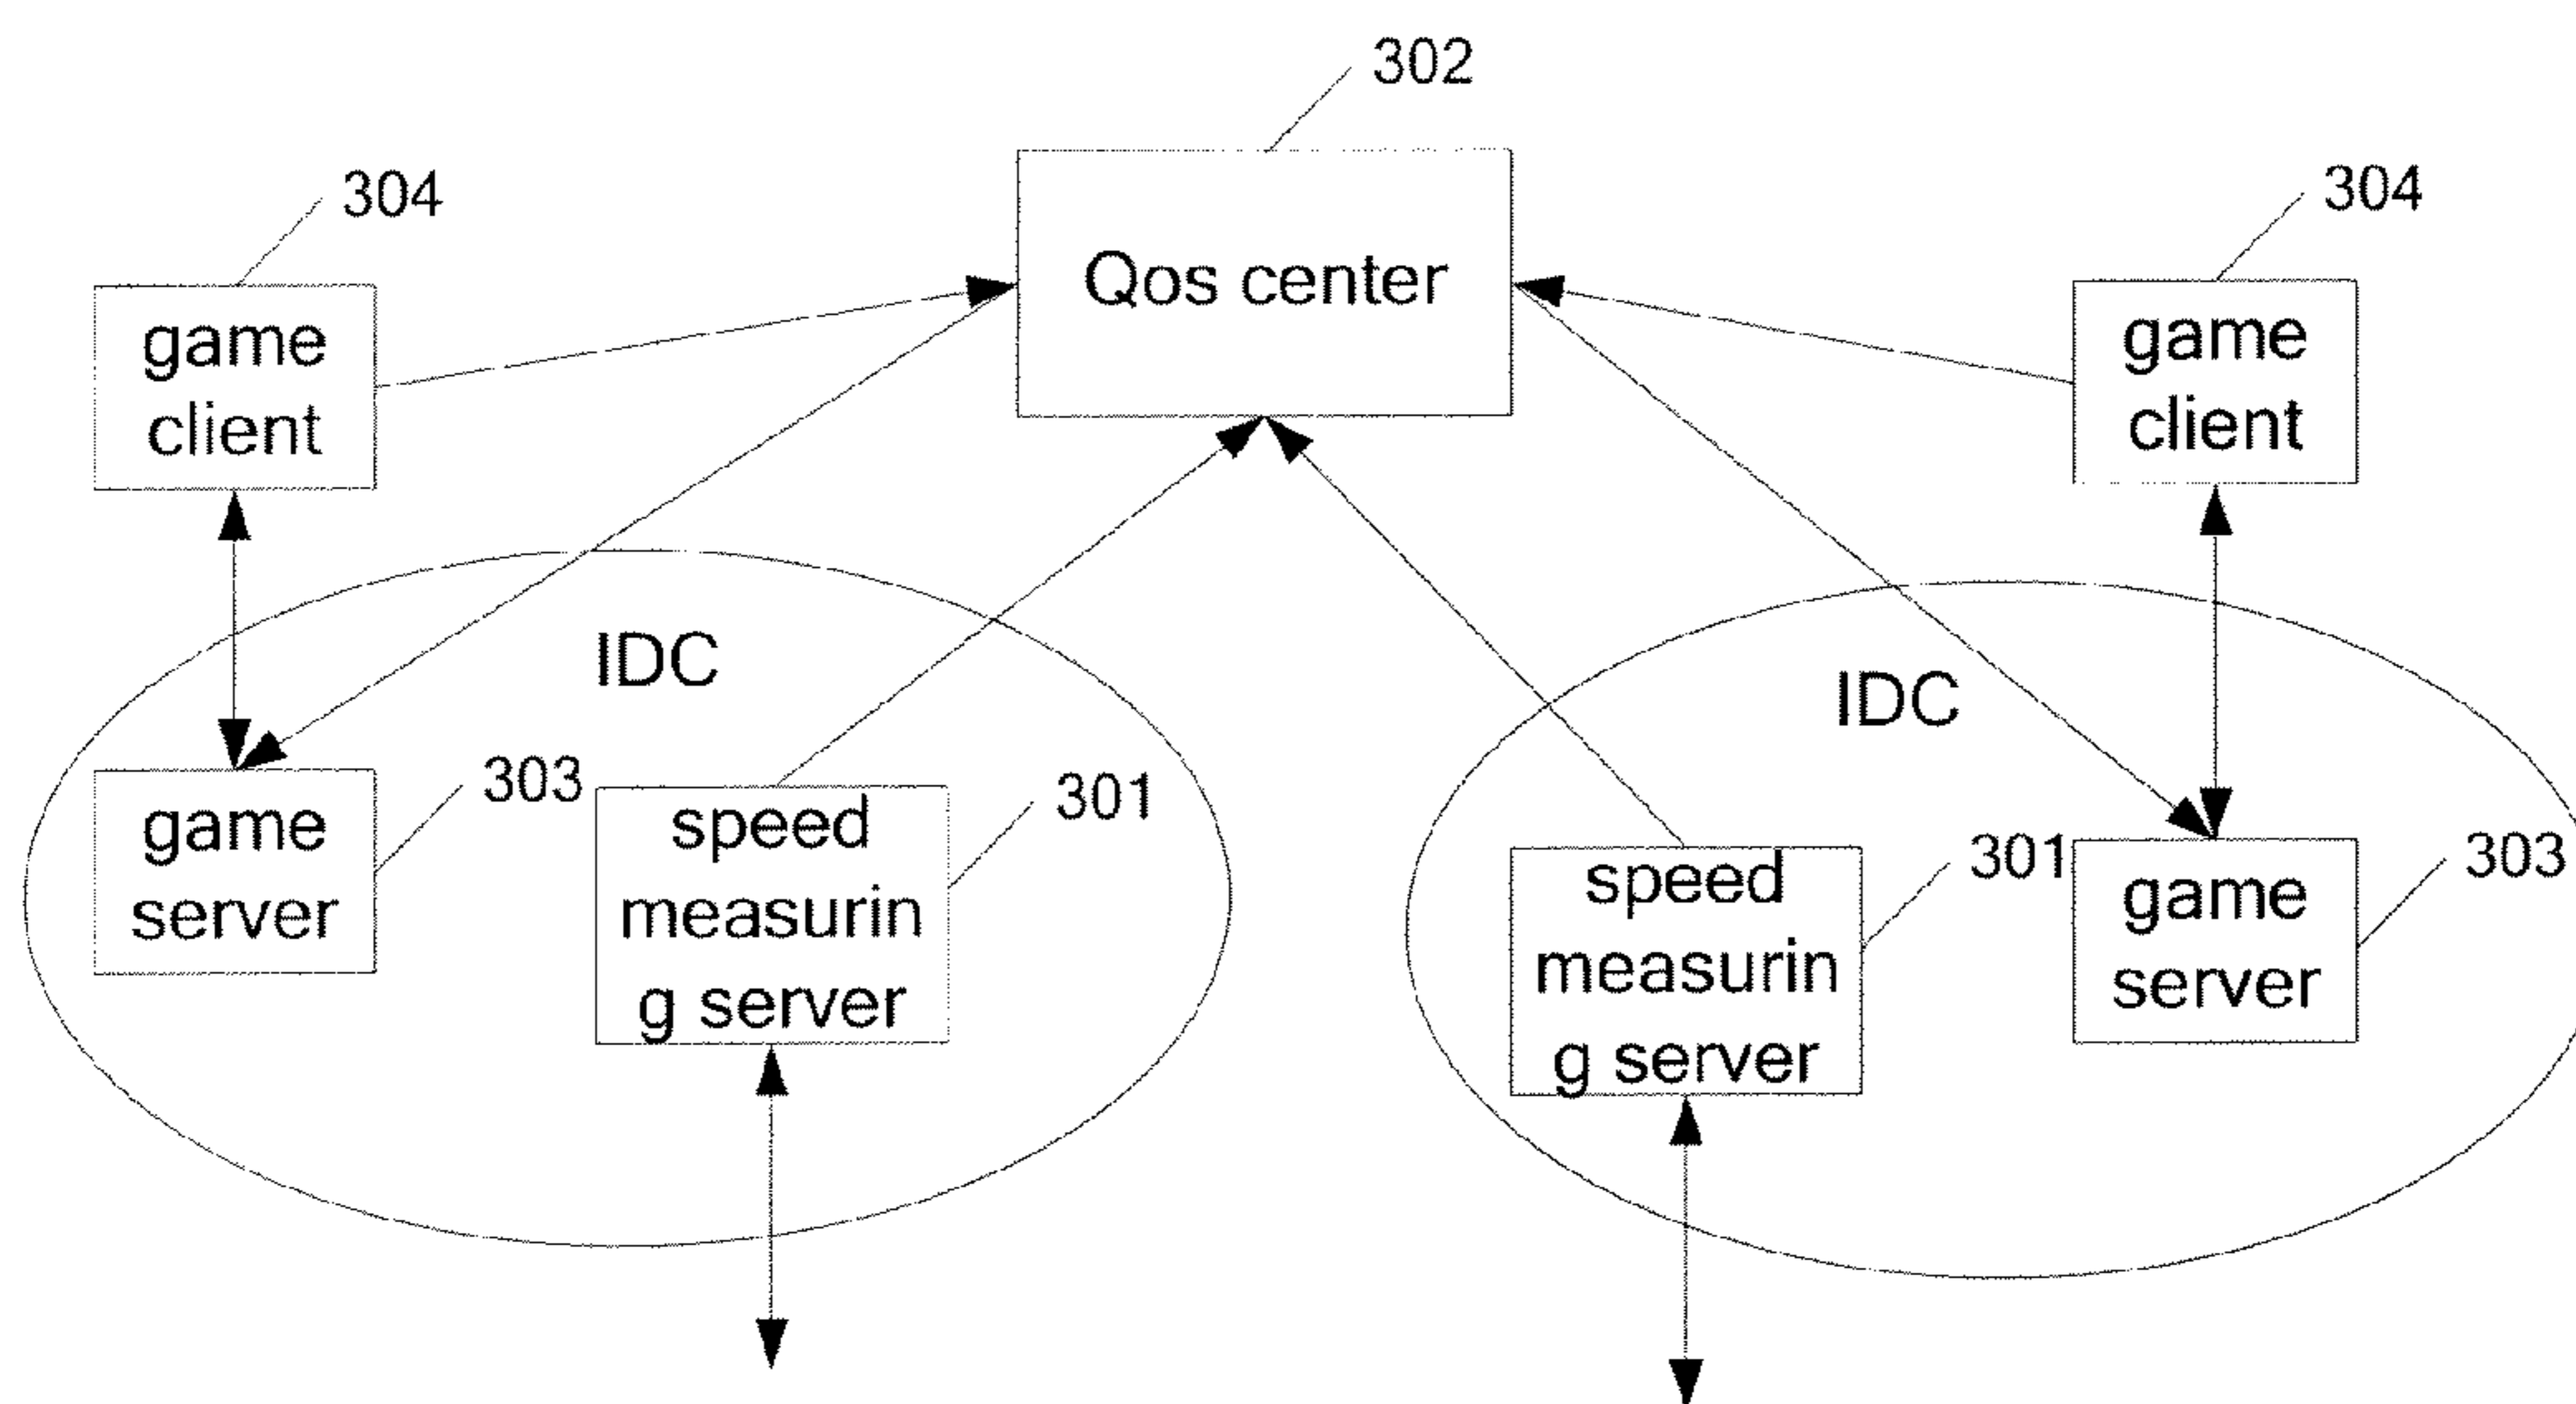 302
304
304
Qos center
game
client
game
client
IDC
IDC
303
301
game
server
speed
measurin
g server
301
303
speed
measurin
g server
game
server